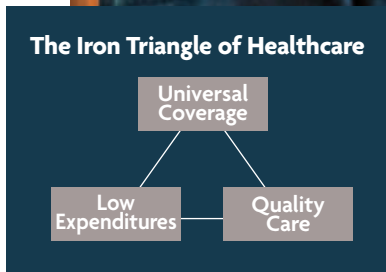 The Iron Triangle of Healthcare
Universal
Coverage
Low
Expenditures
Quality
Care